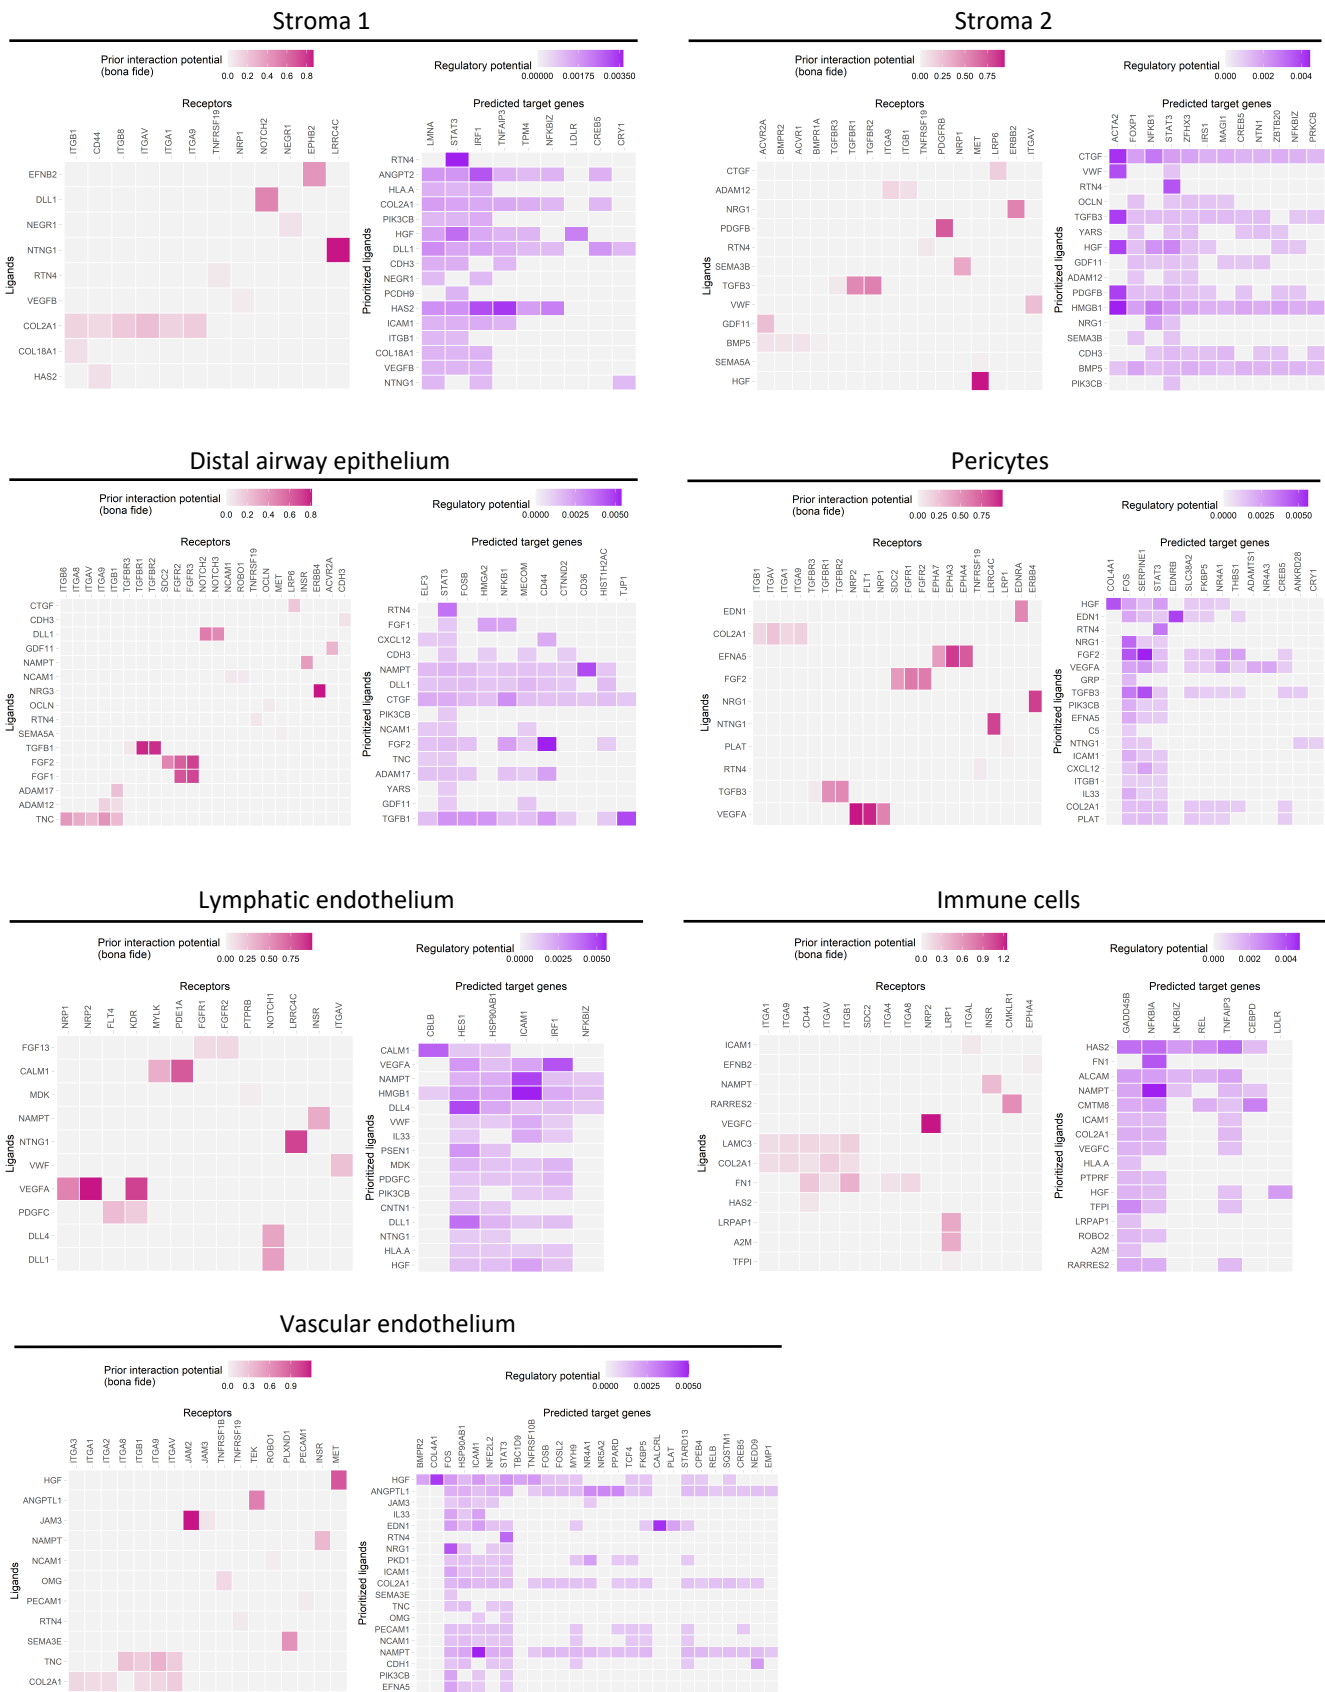 Stroma 1
Prior interaction potential
(bona fide)
0.0 0.2 0.4 0.6 0.8
Regulatory potential
0.00000 0.00175 0.00350
Receptors
ITGB1 CD44 ITGB8 ITGAV ITGA1 ITGA9 TNFRSF19 NRP1 NOTCH2 NEGR1 EPHB2 LRRC4C
Ligands
EFNB2
DLL1
NEGR1
NTNG1
RTN4
VEGFB
COL2A1
COL18A1
HAS2
Predicted target genes
LMNA STAT3 IRF1 TNFAIP3 TPM4 NFKBIZ LDLR CREB5 CRY1
Prioritized ligands
RTN4
ANGPT2
HLA.A
COL2A1
PIK3CB
HGF
DLL1
CDH3
NEGR1
PCDH9
HAS2
ICAM1
ITGB1
COL18A1
VEGFB
NTNG1
Stroma 2
Prior interaction potential
(bona fide)
0.00 0.25 0.50 0.75
Regulatory potential
0.000 0.002 0.004
Receptors
ACVR2A BMPR2 ACVR1 BMPR1A TGFBR3 TGFBR1 TGFBR2 ITGA9 ITGB1 TNFRSF19 PDGFRB NRP1 MET LRP6 ERBB2 ITGAV
Ligands
CTGF
ADAM12
NRG1
PDGFB
RTN4
SEMA3B
TGFB3
VWF
GDF11
BMP5
SEMA5A
HGF
Predicted target genes
ACTA2 FOXP1 NFKB1 STAT3 ZFHX3 IRS1 MAGI1 CREB5 NTN1 ZBTB20 NFKBIZ PRKCB
Prioritized ligands
CTGF
VWF
RTN4
OCLN
TGFB3
YARS
HGF
GDF11
ADAM12
PDGFB
HMGB1
NRG1
SEMA3B
CDH3
BMP5
PIK3CB
Distal airway epithelium
Prior interaction potential
(bona fide)
0.0 0.2 0.4 0.6 0.8
Regulatory potential
0.0000 0.0025 0.0050
Receptors
ITGB6 ITGA8 ITGAV ITGA9 ITGB1 TGFBR3 TGFBR1 TGFBR2 SDC2 FGFR2 FGFR3 NOTCH2 NOTCH3 NCAM1 ROBO1 TNFRSF19 OCLN MET LRP6 INSR ERBB4 ACVR2A CDH3
Ligands
CTGF
CDH3
DLL1
GDF11
NAMPT
NCAM1
NRG3
OCLN
RTN4
SEMA5A
TGFB1
FGF2
FGF1
ADAM17
ADAM12
TNC
Predicted target genes
ELF3 STAT3 FOSB HMGA2 NFKB1 MECOM CD44 CTNND2 CD36 HIST1H2AC TJP1
Prioritized ligands
RTN4
FGF1
CXCL12
CDH3
NAMPT
DLL1
CTGF
PIK3CB
NCAM1
FGF2
TNC
ADAM17
YARS
GDF11
TGFB1
Pericytes
Prior interaction potential
(bona fide)
0.00 0.25 0.50 0.75
Regulatory potential
0.0000 0.0025 0.0050
Receptors
ITGB1 ITGAV ITGA1 ITGA9 TGFBR3 TGFBR1 TGFBR2 NRP2 FLT1 NRP1 SDC2 FGFR1 FGFR2 EPHA7 EPHA3 EPHA4 TNFRSF19 LRRC4C LRP1 EDNRA ERBB4
Ligands
EDN1
COL2A1
EFNA5
FGF2
NRG1
NTNG1
PLAT
RTN4
TGFB3
VEGFA
Predicted target genes
COL4A1 FOS SERPINE1 STAT3 EDNRB SLC38A2 FKBP5 NR4A1 THBS1 ADAMTS1 NR4A3 CREB5 ANKRD28 CRY1
Prioritized ligands
HGF
EDN1
RTN4
NRG1
FGF2
VEGFA
GRP
TGFB3
PIK3CB
EFNA5
C5
NTNG1
ICAM1
CXCL12
ITGB1
IL33
COL2A1
PLAT
Lymphatic endothelium
Prior interaction potential
(bona fide)
0.00 0.25 0.50 0.75
Regulatory potential
0.0000 0.0025 0.0050
Receptors
NRP1 NRP2 FLT4 KDR MYLK PDE1A FGFR1 FGFR2 PTPRB NOTCH1 LRRC4C INSR ITGAV
Ligands
FGF13
CALM1
MDK
NAMPT
NTNG1
VWF
VEGFA
PDGFC
DLL4
DLL1
Predicted target genes
CBLB HES1 HSP90AB1 ICAM1 IRF1 NFKBIZ
Prioritized ligands
CALM1
VEGFA
NAMPT
HMGB1
DLL4
VWF
IL33
PSEN1
MDK
PDGFC
PIK3CB
CNTN1
DLL1
NTNG1
HLA.A
HGF
Immune cells
Prior interaction potential
(bona fide)
0.0 0.3 0.6 0.9 1.2
Regulatory potential
0.000 0.002 0.004
Receptors
ITGA1 ITGA9 CD44 ITGAV ITGB1 SDC2 ITGA4 ITGA8 NRP2 LRP1 ITGAL INSR CMKLR1 EPHA4
Ligands
ICAM1
EFNB2
NAMPT
RARRES2
VEGFC
LAMC3
COL2A1
FN1
HAS2
LRPAP1
A2M
TFPI
Predicted target genes
GADD45B NFKBIA NFKBIZ REL TNFAIP3 CEBPD LDLR
Prioritized ligands
HAS2
FN1
ALCAM
NAMPT
CMTM8
ICAM1
COL2A1
VEGFC
HLA.A
PTPRF
HGF
TFPI
LRPAP1
ROBO2
A2M
RARRES2
Vascular endothelium
Prior interaction potential
(bona fide)
0.0 0.3 0.6 0.9
Regulatory potential
0.0000 0.0025 0.0050
Receptors
ITGA3 ITGA1 ITGA2 ITGA8 ITGB1 ITGA9 ITGAV JAM2 JAM3 TNFRSF1B TNFRSF19 TEK ROBO1 PLXND1 PECAM1 INSR MET
Ligands
HGF
ANGPTL1
JAM3
NAMPT
NCAM1
OMG
PECAM1
RTN4
SEMA3E
TNC
COL2A1
Predicted target genes
BMPR2 COL4A1 FOS HSP90AB1 ICAM1 NFE2L2 STAT3 TBC1D9 TNFRSF10B FOSB FOSL2 MYH9 NR4A1 NR5A2 PPARD TCF4 FKBP5 CALCRL PLAT STARD13 CPEB4 RELB SQSTM1 CREB5 NEDD9 EMP1
Prioritized ligands
HGF
ANGPTL1
JAM3
IL33
EDN1
RTN4
NRG1
PKD1
ICAM1
COL2A1
SEMA3E
TNC
OMG
PECAM1
NCAM1
NAMPT
CDH1
PIK3CB
EFNA5